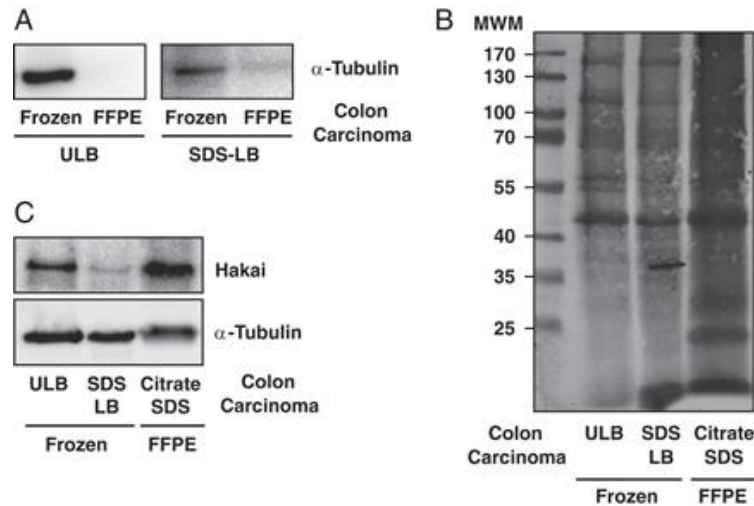 A
α-Tubulin
Frozen FFPE Frozen FFPE Colon
Carcinoma
ULB SDS-LB
B
MWM
170
130
100
70
55
40
35
25
Colon ULB SDS Citrate
Carcinoma LB SDS
Frozen FFPE
C
Hakai
α-Tubulin
ULB SDS Citrate Colon
LB SDS Carcinoma
Frozen FFPE